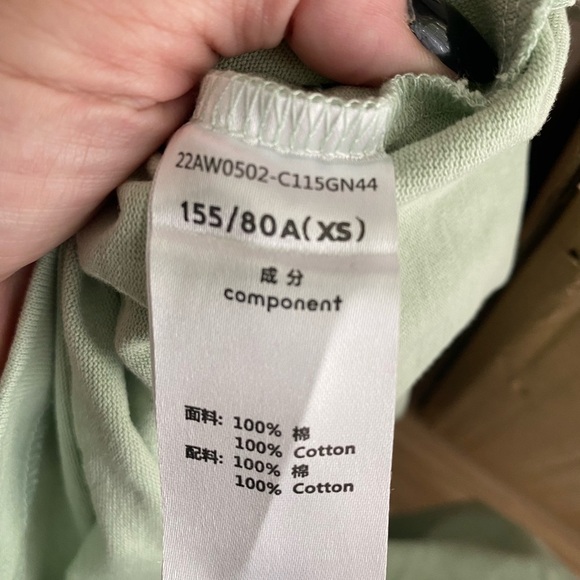 22AW0502-C115GN44
155/80A(XS)
成分
component
面料: 100% 棉
100% Cotton
配料: 100% 棉
100% Cotton